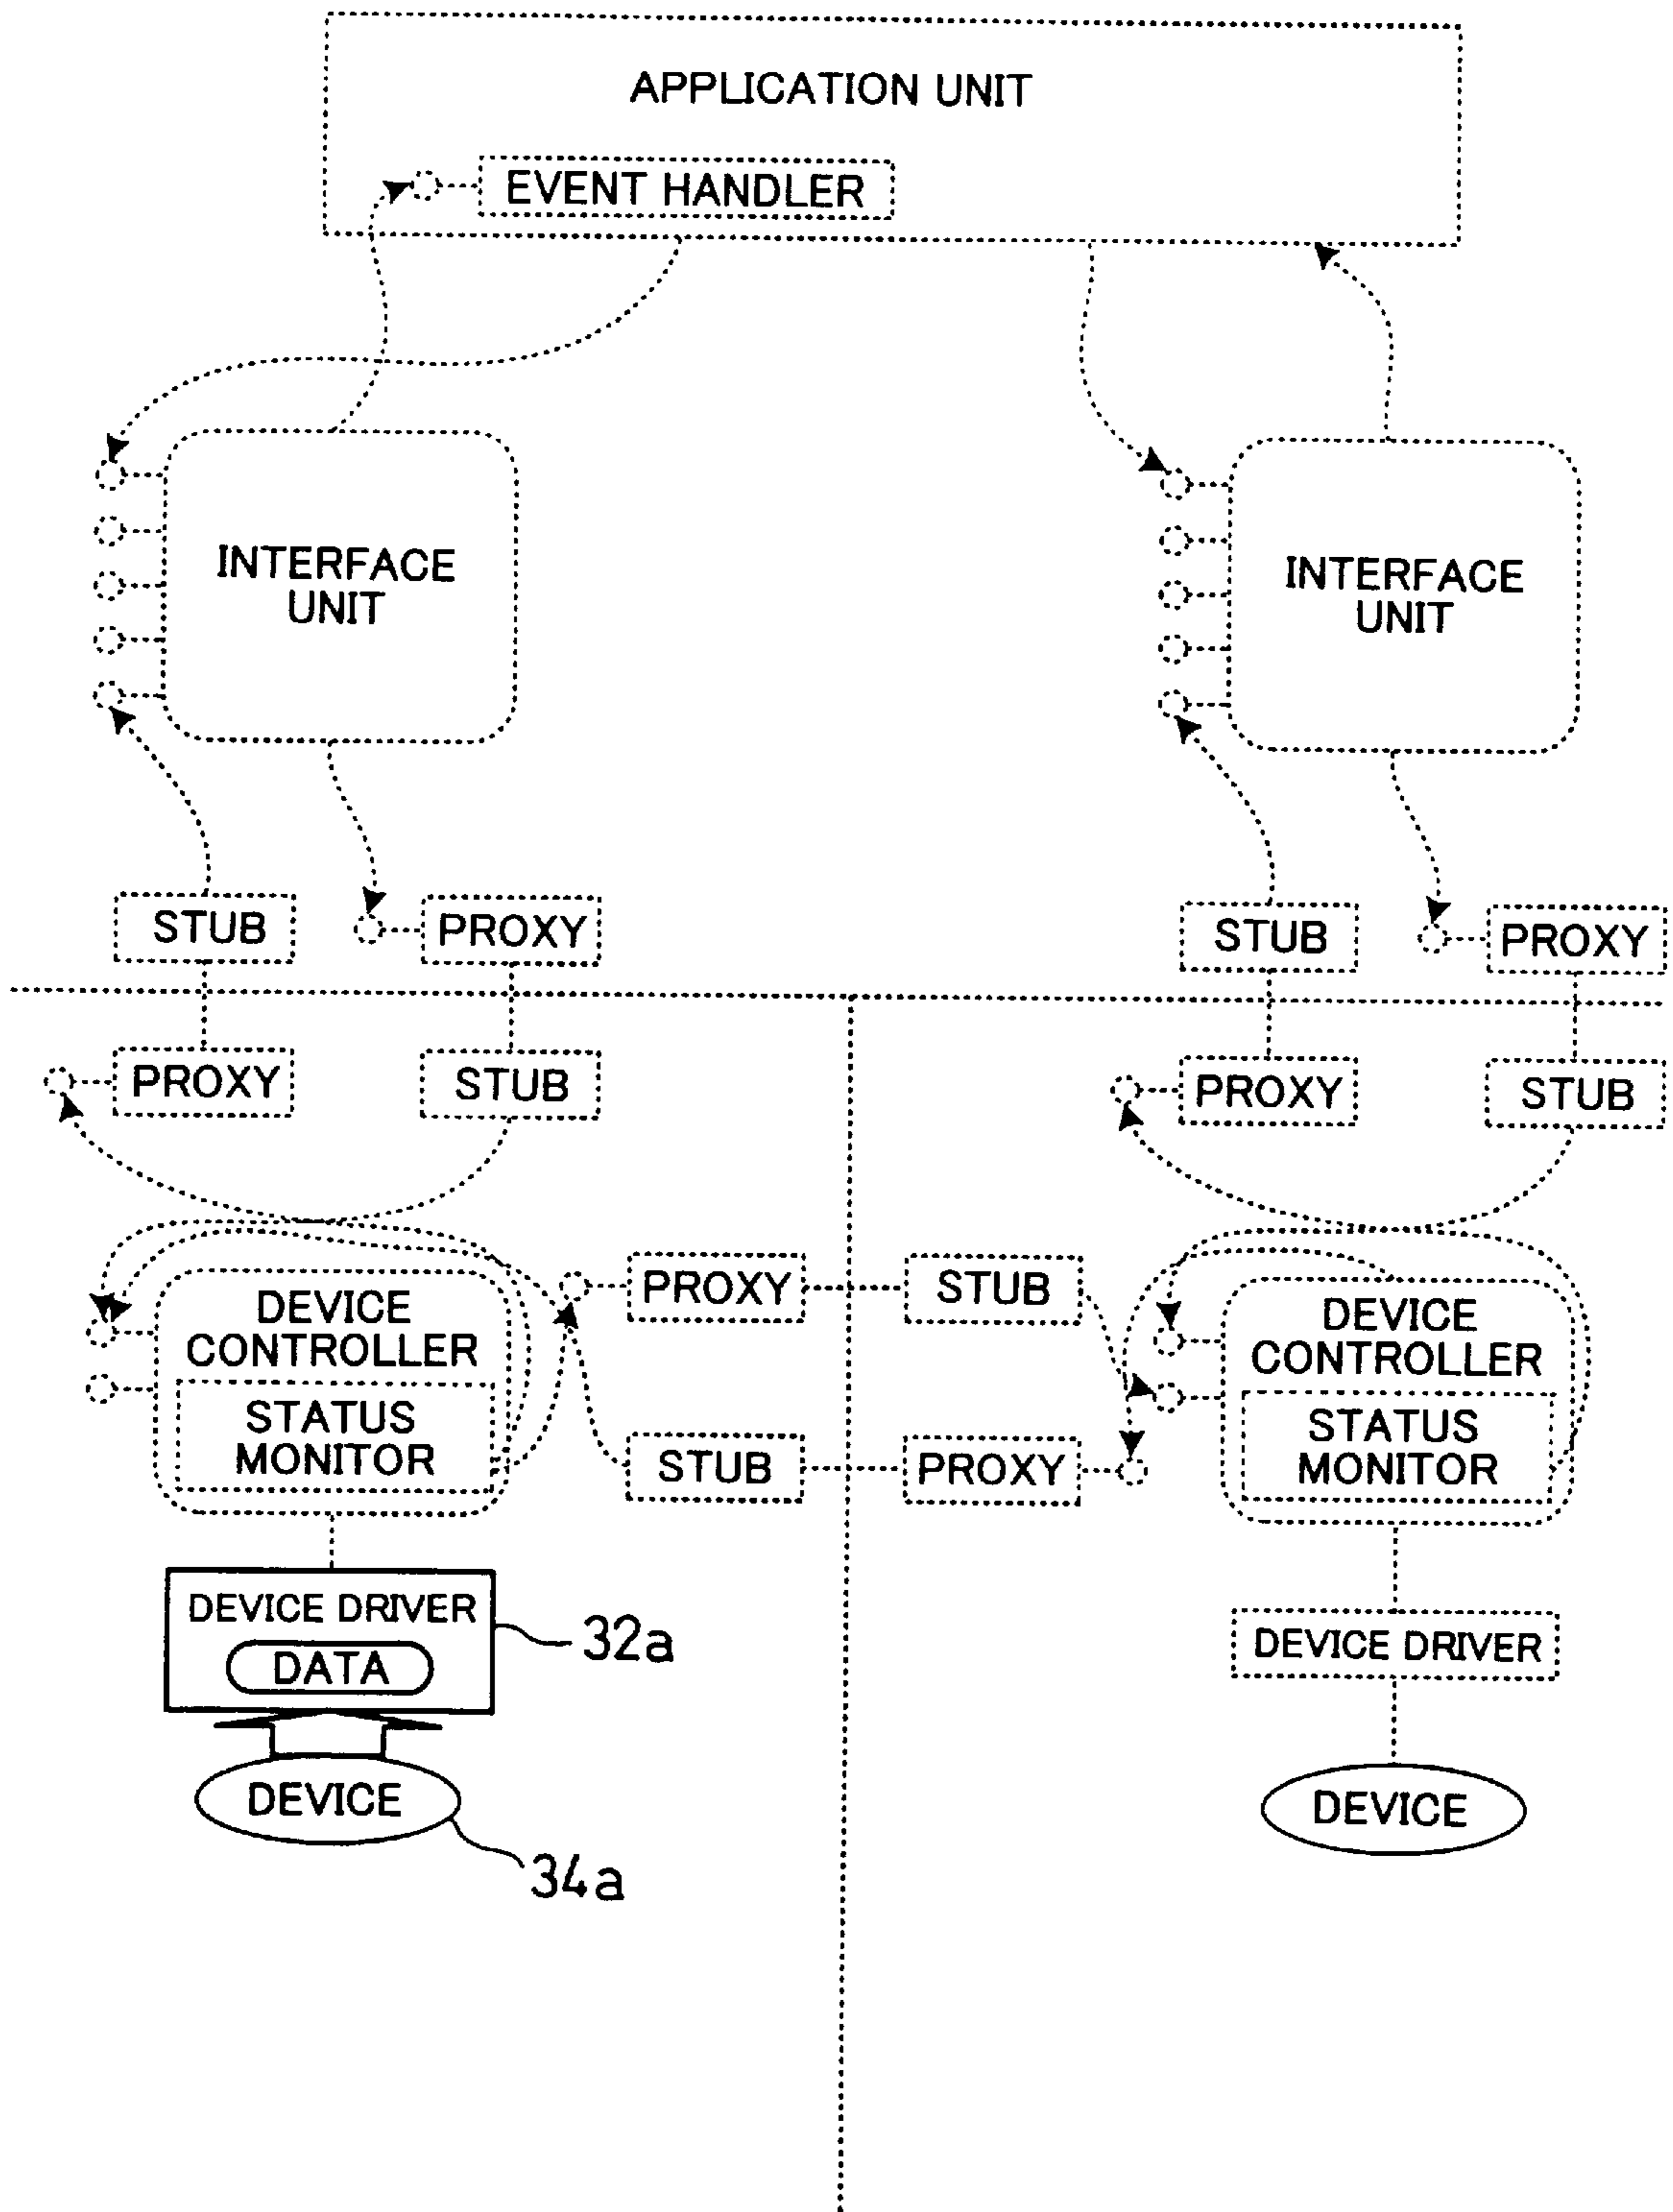 APPLICATION UNIT
EVENT HANDLER
INTERFACE
UNIT
INTERFACE
UNIT
STUB
PROXY
STUB
PROXY
PROXY
STUB
PROXY
STUB
DEVICE
CONTROLLER
STATUS
MONITOR
PROXY
STUB
STUB
PROXY
DEVICE
CONTROLLER
STATUS
MONITOR
DEVICE DRIVER
DATA
32a
DEVICE
34a
DEVICE DRIVER
DEVICE